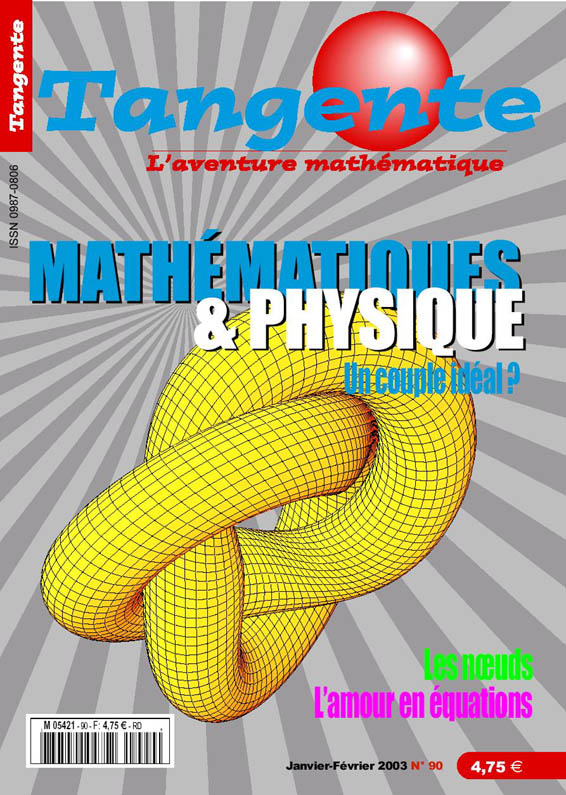 Tangente
Tangente
L'aventure mathématique
ISSN 0987-0806
MATHÉMATIQUES
& PHYSIQUE
Un couple idéal ?
Les nœuds
L'amour en équations
M 05421 - 90 - F: 4,75 € - RD
Janvier-Février 2003 N° 90
4,75 €